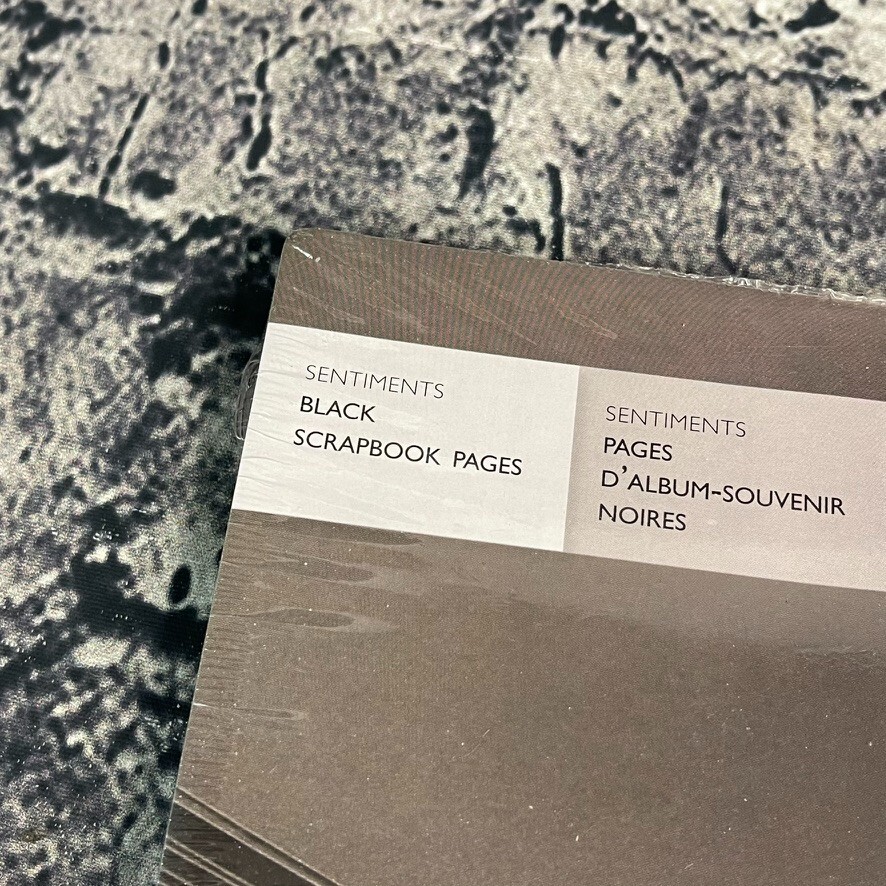 SENTIMENTS
BLACK
SCRAPBOOK PAGES
SENTIMENTS
PAGES
D'ALBUM-SOUVENIR
NOIRES